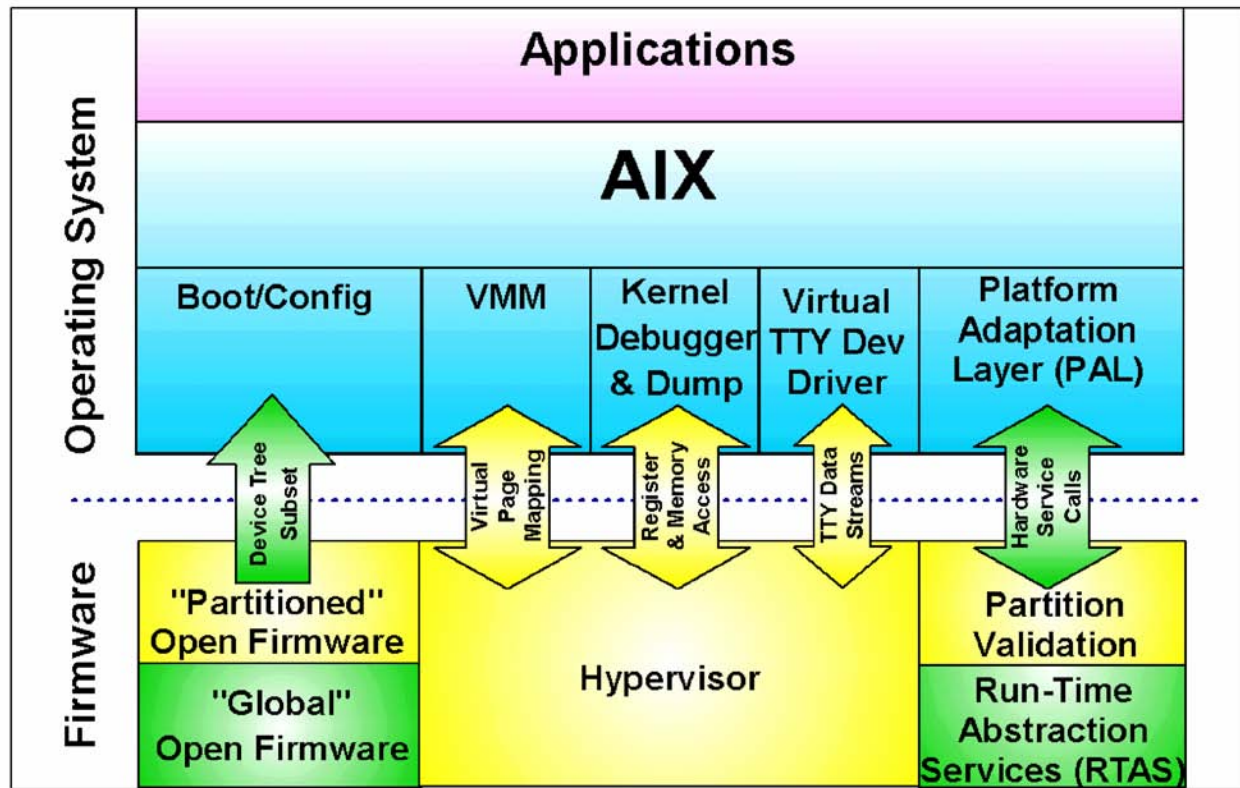 Operating System
Applications
AIX
Boot/Config
VMM
Kernel
Debugger
& Dump
Virtual
TTY Dev
Driver
Platform
Adaptation
Layer (PAL)
Device Tree
Subset
Virtual
Page
Mapping
Register
& Memory
Access
TTY Data
Streams
Hardware
Service
Calls
Firmware
"Partitioned"
Open Firmware
"Global"
Open Firmware
Hypervisor
Partition
Validation
Run-Time
Abstraction
Services (RTAS)